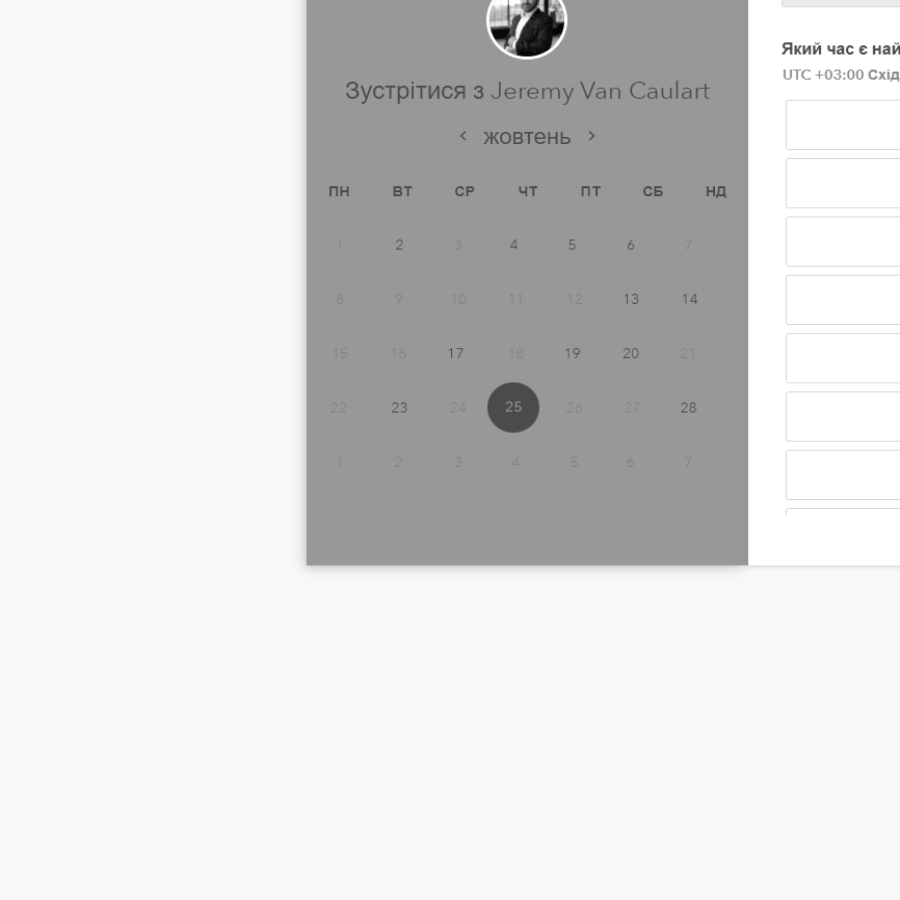 Зустрітися з Jeremy Van Caulart
жовтень
ПН ВТ СР ЧТ ПТ СБ НД
1 2 3 4 5 6 7
8 9 10 11 12 13 14
15 16 17 18 19 20 21
22 23 24 25 26 27 28
1 2 3 4 5 6 7
Який час є най
UTC +03:00 Схід